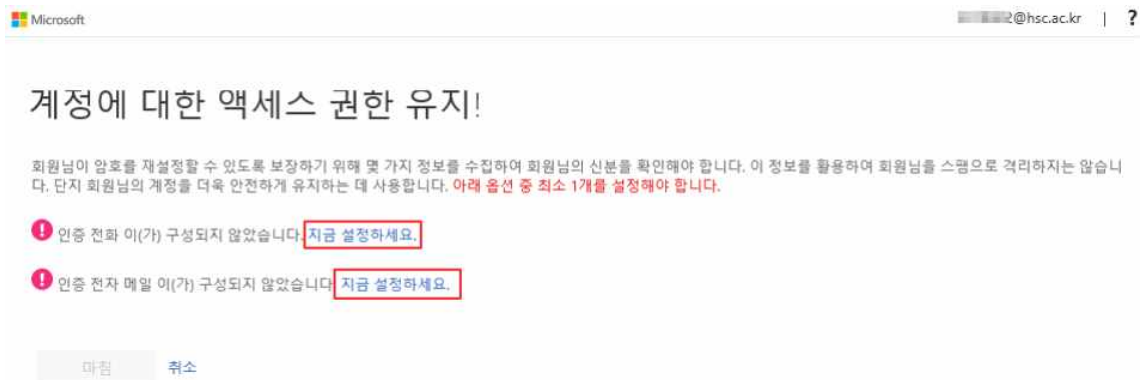 Microsoft
@hsc.ac.kr | ?
계정에 대한 액세스 권한 유지!
회원님이 암호를 재설정할 수 있도록 보장하기 위해 몇 가지 정보를 수집하여 회원님의 신분을 확인해야 합니다. 이 정보를 활용하여 회원님을 스팸으로 격리하지는 않습니
다. 단지 회원님의 계정을 더욱 안전하게 유지하는 데 사용합니다. 아래 옵션 중 최소 1개를 설정해야 합니다.
! 인증 전화 이(가) 구성되지 않았습니다. 지금 설정하세요.
! 인증 전자 메일 이(가) 구성되지 않았습니다 지금 설정하세요.
마침 취소